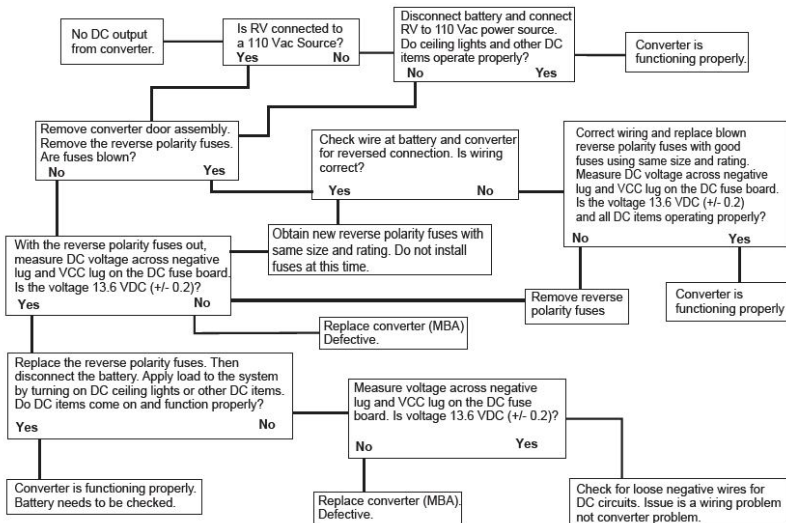 No DC output
from converter.
Is RV connected to
a 110 Vac Source?
Yes No
Disconnect battery and connect
RV to 110 Vac power source.
Do ceiling lights and other DC
items operate properly?
No Yes
Converter is
functioning properly.
Remove converter door assembly.
Remove the reverse polarity fuses.
Are fuses blown?
No Yes
Check wire at battery and converter
for reversed connection. Is wiring
correct?
Yes No
Correct wiring and replace blown
reverse polarity fuses with good
fuses using same size and rating.
Measure DC voltage across negative
lug and VCC lug on the DC fuse board.
Is the voltage 13.6 VDC (+/- 0.2)
and all DC items operating properly?
No Yes
Obtain new reverse polarity fuses with
same size and rating. Do not install
fuses at this time.
With the reverse polarity fuses out,
measure DC voltage across negative
lug and VCC lug on the DC fuse board.
Is the voltage 13.6 VDC (+/- 0.2)?
Yes No
Remove reverse
polarity fuses
Converter is
functioning properly
Replace converter (MBA)
Defective.
Replace the reverse polarity fuses. Then
disconnect the battery. Apply load to the system
by turning on DC ceiling lights or other DC items.
Do DC items come on and function properly?
Yes No
Measure voltage across negative
lug and VCC lug on the DC fuse
board. Is voltage 13.6 VDC (+/- 0.2)?
No Yes
Converter is functioning properly.
Battery needs to be checked.
Replace converter (MBA).
Defective.
Check for loose negative wires for
DC circuits. Issue is a wiring problem
not converter problem.